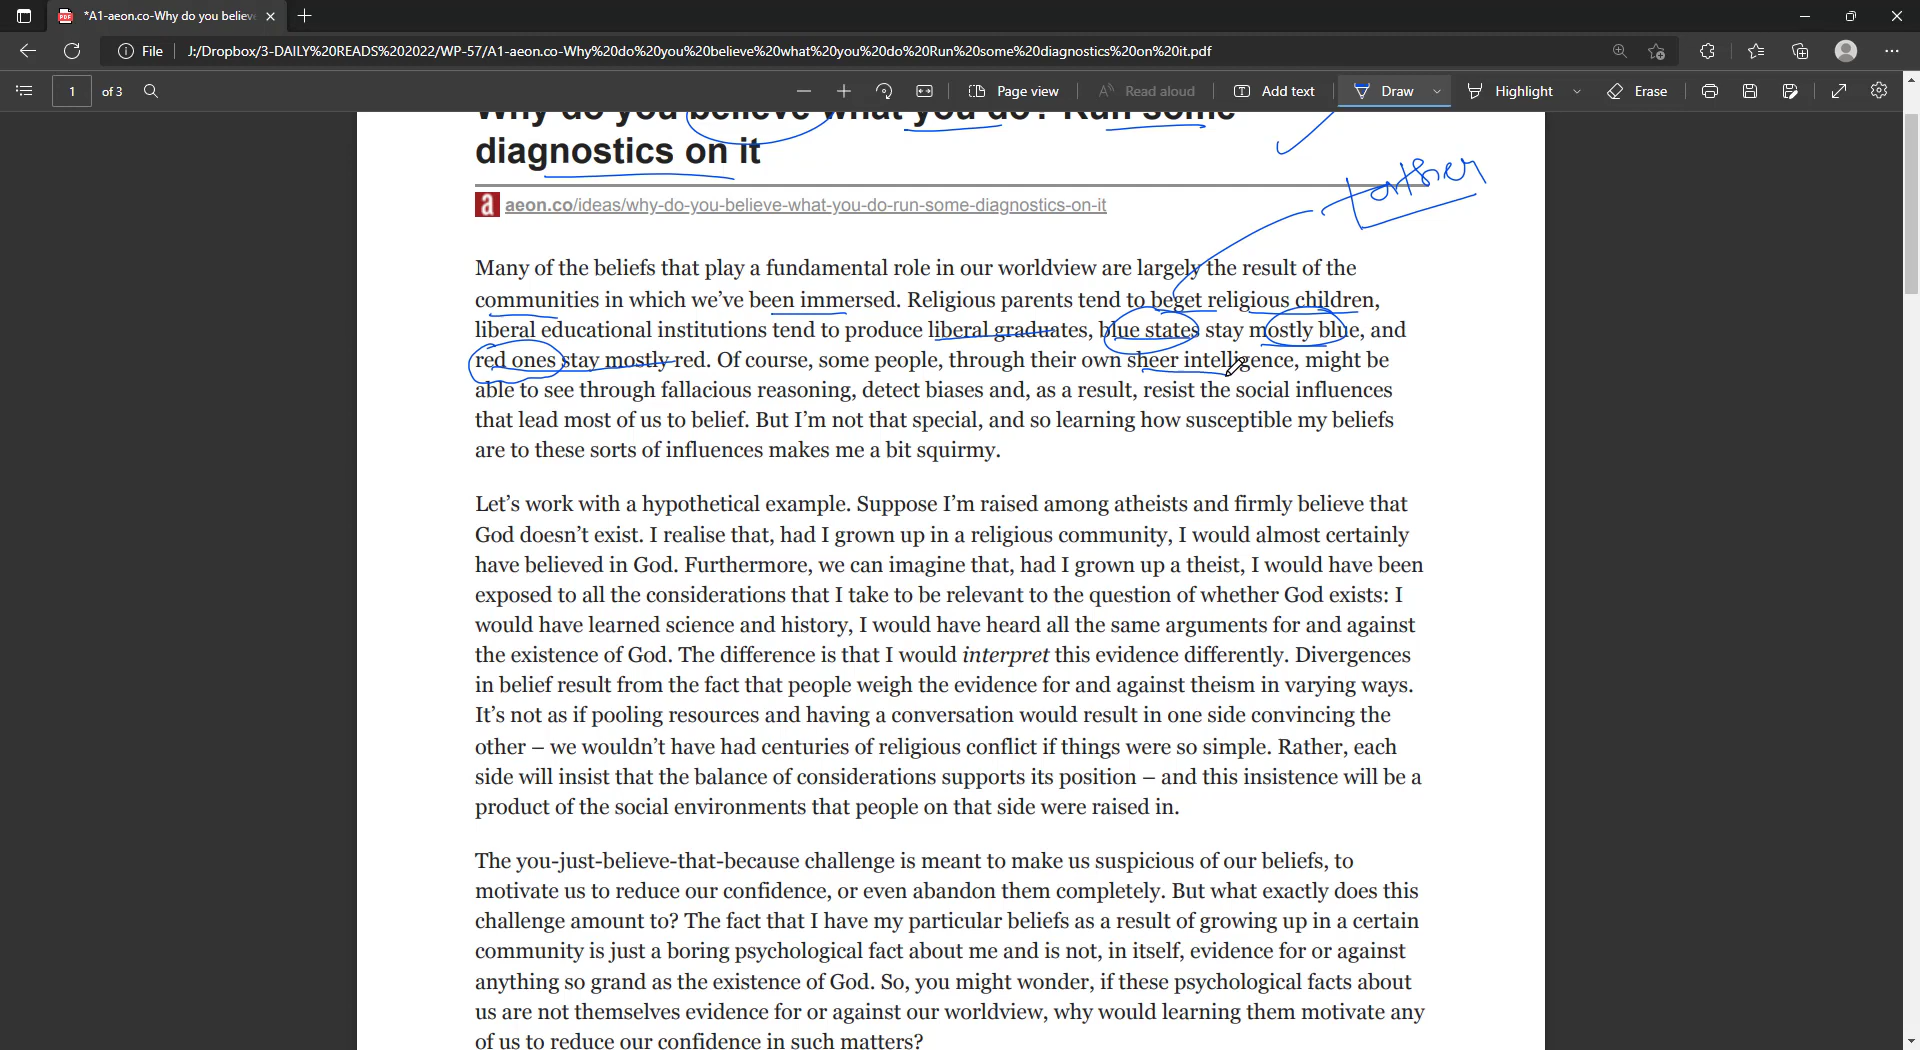 *A1-aeon.co-Why do you believ
File
J:/Dropbox/3-DAILY%20READS%202022/WP-57/A1-aeon.co-Why%20do%20you%20believe%20what%20you%20do%20Run%20some%20diagnostics%20on%20it.pdf
1 of 3
Page view
Read aloud
Add text
Draw
Highlight
Erase
Why do you believe what you do? Run some
diagnostics on it
father
a aeon.co/ideas/why-do-you-believe-what-you-do-run-some-diagnostics-on-it
Many of the beliefs that play a fundamental role in our worldview are largely the result of the
communities in which we’ve been immersed. Religious parents tend to beget religious children,
liberal educational institutions tend to produce liberal graduates, blue states stay mostly blue, and
red ones stay mostly red. Of course, some people, through their own sheer intelligence, might be
able to see through fallacious reasoning, detect biases and, as a result, resist the social influences
that lead most of us to belief. But I’m not that special, and so learning how susceptible my beliefs
are to these sorts of influences makes me a bit squirmy.
Let’s work with a hypothetical example. Suppose I’m raised among atheists and firmly believe that
God doesn’t exist. I realise that, had I grown up in a religious community, I would almost certainly
have believed in God. Furthermore, we can imagine that, had I grown up a theist, I would have been
exposed to all the considerations that I take to be relevant to the question of whether God exists: I
would have learned science and history, I would have heard all the same arguments for and against
the existence of God. The difference is that I would interpret this evidence differently. Divergences
in belief result from the fact that people weigh the evidence for and against theism in varying ways.
It’s not as if pooling resources and having a conversation would result in one side convincing the
other – we wouldn’t have had centuries of religious conflict if things were so simple. Rather, each
side will insist that the balance of considerations supports its position – and this insistence will be a
product of the social environments that people on that side were raised in.
The you-just-believe-that-because challenge is meant to make us suspicious of our beliefs, to
motivate us to reduce our confidence, or even abandon them completely. But what exactly does this
challenge amount to? The fact that I have my particular beliefs as a result of growing up in a certain
community is just a boring psychological fact about me and is not, in itself, evidence for or against
anything so grand as the existence of God. So, you might wonder, if these psychological facts about
us are not themselves evidence for or against our worldview, why would learning them motivate any
of us to reduce our confidence in such matters?